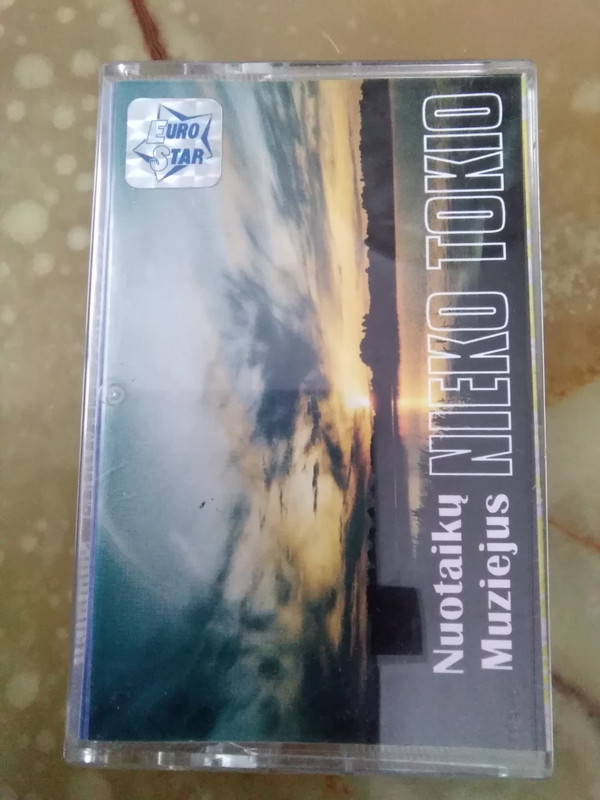 EURO
STAR
Nuotaikų
Muziejus
NIEKO TOKIO